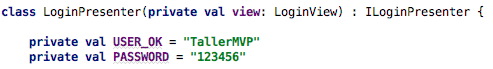 class LoginPresenter(private val view: LoginView) : ILoginPresenter {
private val USER_OK = "TallerMVP"
private val PASSWORD = "123456"